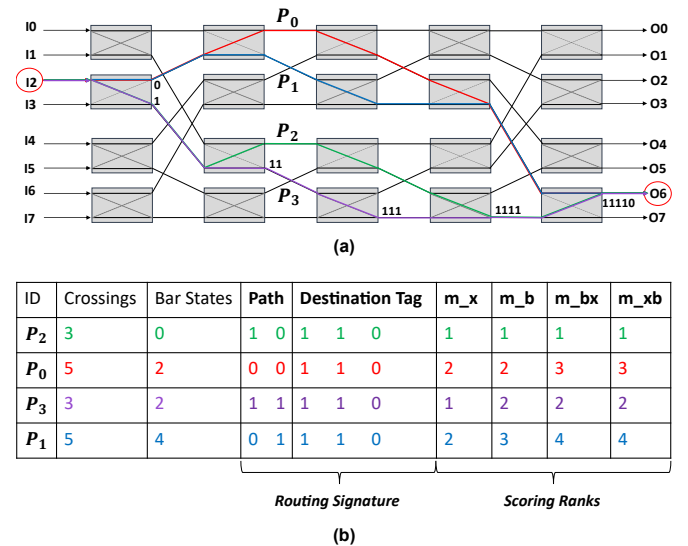 (a)
I0 P0 O0
I1 O1
I2 0 P1 O2
I3 1 O3
I4 P2 O4
I5 11 O5
I6 P3 11110 O6
I7 111 1111 O7
(a)
ID Crossings Bar States Path Destination Tag m_x m_b m_bx m_xb
P2 3 0 1 0 1 1 0 1 1 1 1
P0 5 2 0 0 1 1 0 2 2 3 3
P3 3 2 1 1 1 1 0 1 2 2 2
P1 5 4 0 1 1 1 0 2 3 4 4
Routing Signature Scoring Ranks
(b)